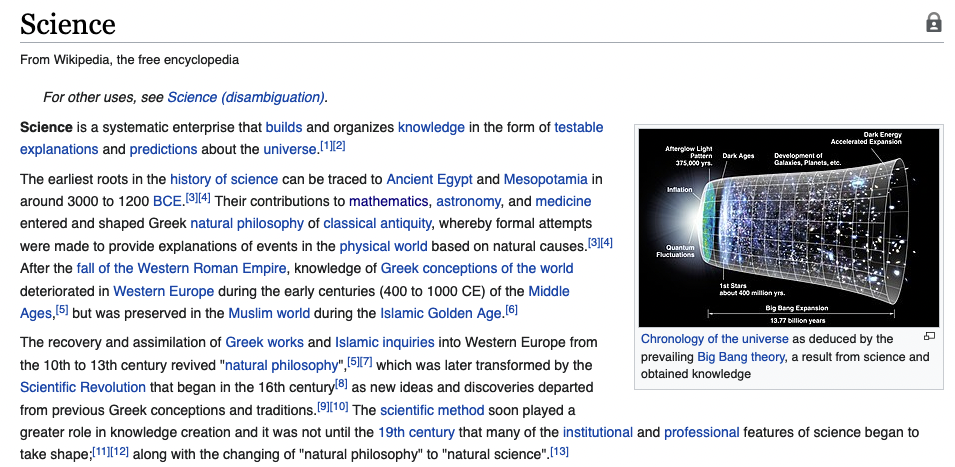 Science
From Wikipedia, the free encyclopedia
For other uses, see Science (disambiguation).
Science is a systematic enterprise that builds and organizes knowledge in the form of testable
explanations and predictions about the universe.[1][2]
The earliest roots in the history of science can be traced to Ancient Egypt and Mesopotamia in
around 3000 to 1200 BCE.[3][4] Their contributions to mathematics, astronomy, and medicine
entered and shaped Greek natural philosophy of classical antiquity, whereby formal attempts
were made to provide explanations of events in the physical world based on natural causes.[3][4]
After the fall of the Western Roman Empire, knowledge of Greek conceptions of the world
deteriorated in Western Europe during the early centuries (400 to 1000 CE) of the Middle
Ages,[5] but was preserved in the Muslim world during the Islamic Golden Age.[6]
The recovery and assimilation of Greek works and Islamic inquiries into Western Europe from
the 10th to 13th century revived "natural philosophy",[5][7] which was later transformed by the
Scientific Revolution that began in the 16th century[8] as new ideas and discoveries departed
from previous Greek conceptions and traditions.[9][10] The scientific method soon played a
greater role in knowledge creation and it was not until the 19th century that many of the institutional and professional features of science began to
take shape;[11][12] along with the changing of "natural philosophy" to "natural science".[13]
Dark Energy
Accelerated Expansion
Afterglow Light
Pattern
375,000 yrs.
Dark Ages
Development of
Galaxies, Planets, etc.
Inflation
Quantum
Fluctuations
1st Stars
about 400 million yrs.
Big Bang Expansion
13.77 billion years
Chronology of the universe as deduced by the
prevailing Big Bang theory, a result from science and
obtained knowledge